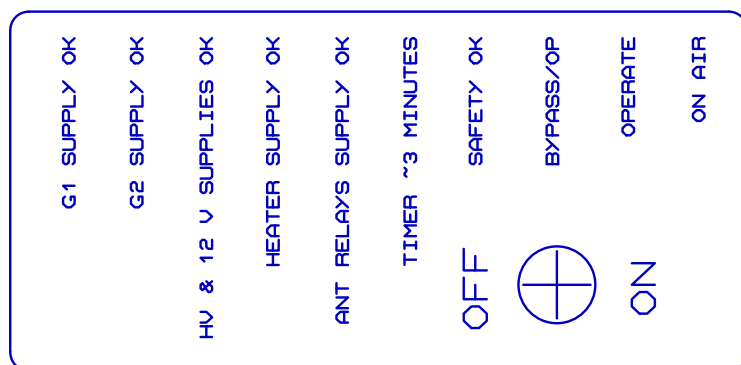 G1 SUPPLY OK
G2 SUPPLY OK
HV & 12 V SUPPLIES OK
HEATER SUPPLY OK
ANT RELAYS SUPPLY OK
TIMER ~3 MINUTES
SAFETY OK
BYPASS/OP
OPERATE
ON AIR
OFF
ON